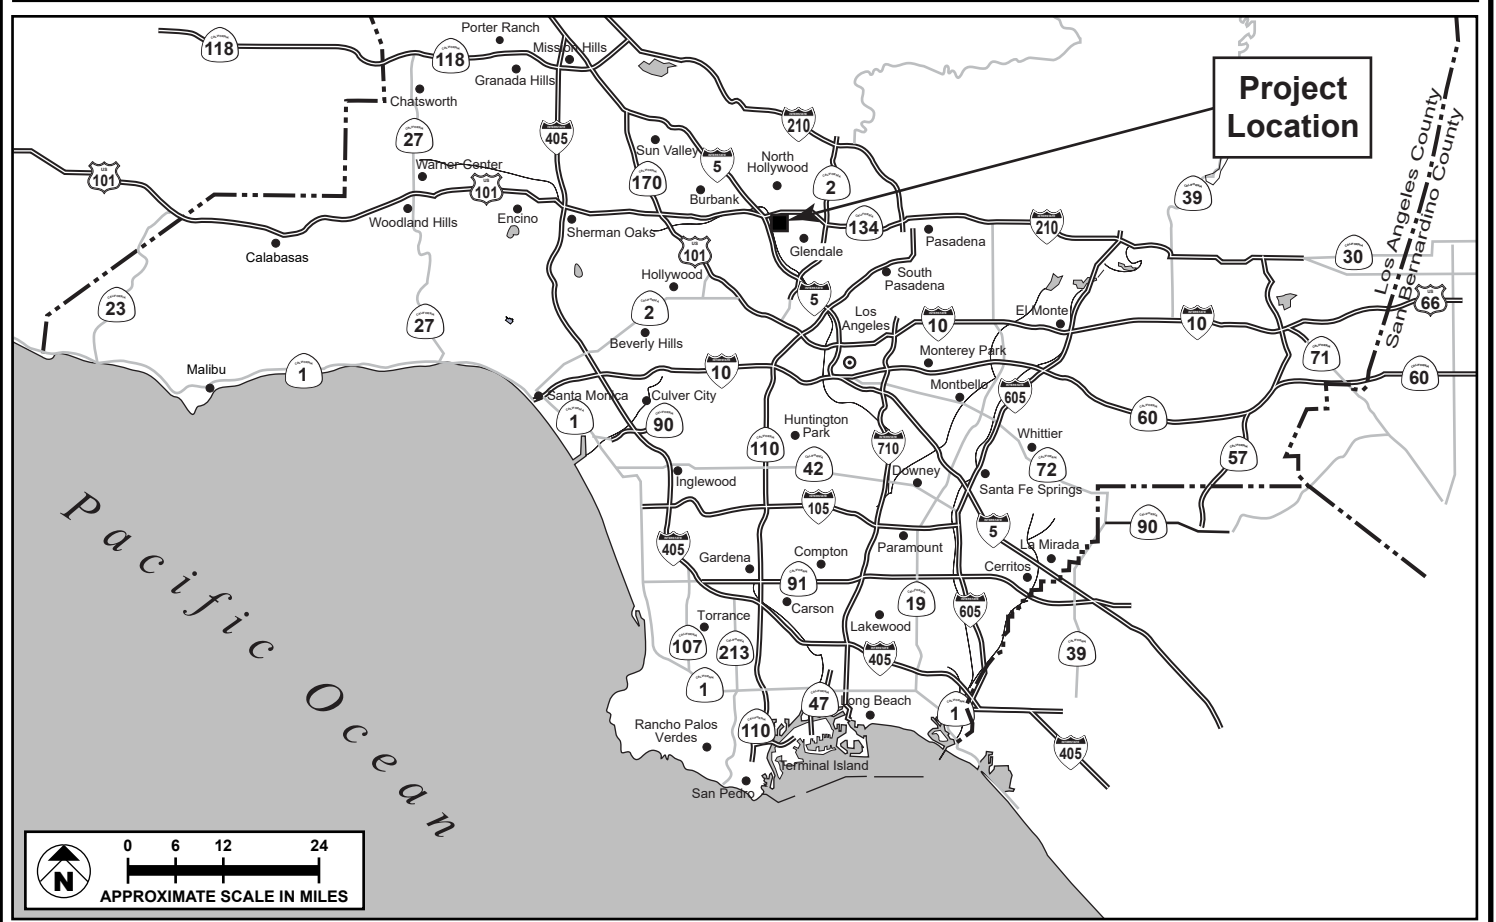 Porter Ranch
118
118
Mission Hills
Granada Hills
Chatsworth
Project
Location
27
405
210
Sun Valley
5
North
Hollywood
Warner Center
US
101
US
101
170
2
39
Burbank
Woodland Hills
Encino
Sherman Oaks
134
210
Pasadena
Los Angeles County
San Bernardino County
Calabasas
US
101
Glendale
30
Hollywood
South
Pasadena
23
27
2
5
Los
Angeles
10
El Monte
10
US
66
Beverly Hills
Malibu
1
10
Monterey Park
71
60
Santa Monica
Culver City
Montbello
605
1
90
Huntington
Park
60
110
710
Whittier
42
72
57
Inglewood
Downey
Santa Fe Springs
105
5
90
405
Gardena
Compton
Paramount
La Mirada
Cerritos
91
19
605
Carson
Torrance
Lakewood
107
213
405
39
1
47
Long Beach
1
Rancho Palos
Verdes
110
405
Terminal Island
San Pedro
Pacific Ocean
0 6 12 24
N
APPROXIMATE SCALE IN MILES